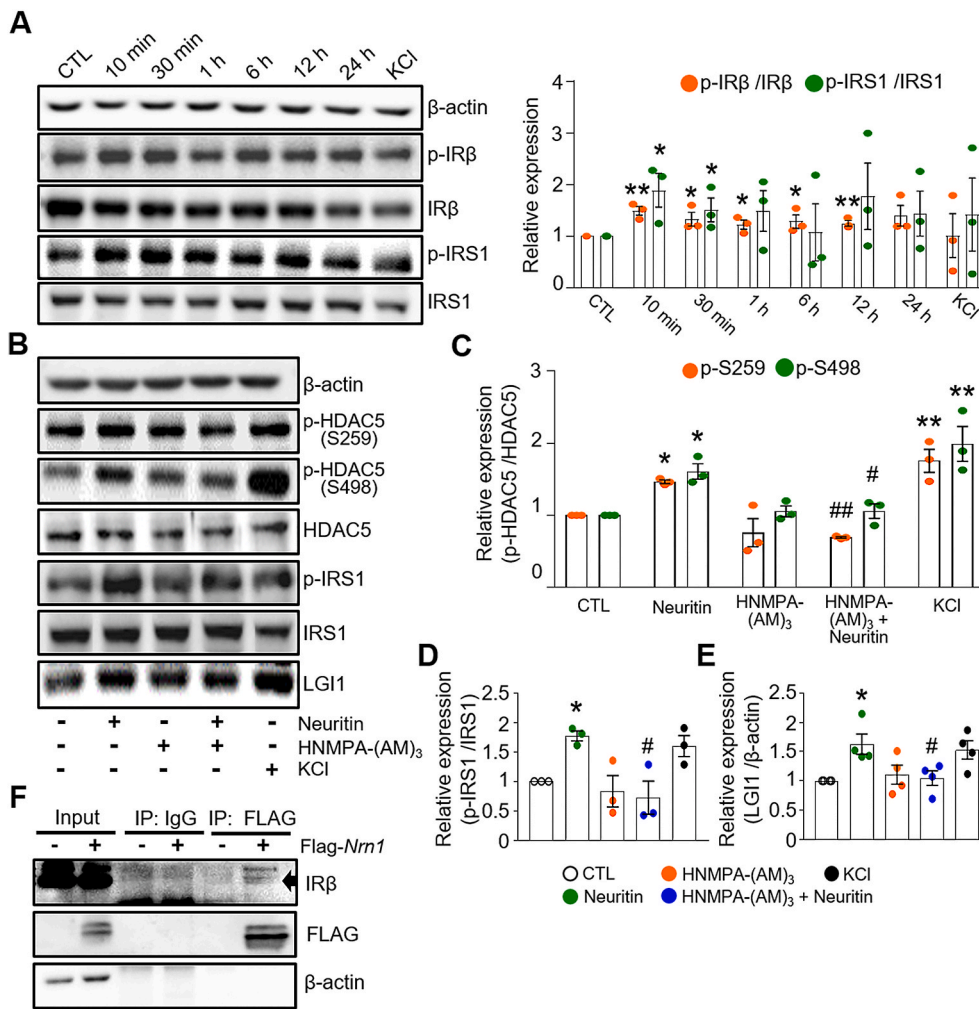 A
CTL 10 min 30 min 1 h 6 h 12 h 24 h KCl
β-actin
p-IRβ
IRβ
p-IRS1
IRS1
p-IRβ /IRβ p-IRS1 /IRS1
Relative expression
4
3
2
1
0
** * * * * * **
CTL 10 min 30 min 1 h 6 h 12 h 24 h KCl
B
β-actin
p-HDAC5
(S259)
p-HDAC5
(S498)
HDAC5
p-IRS1
IRS1
LGI1
- + - + - Neuritin
- - + + - HNMPA-(AM)3
- - - - + KCl
C
p-S259 p-S498
Relative expression
(p-HDAC5 /HDAC5)
3
2
1
0
* * ## # ** **
CTL Neuritin HNMPA-
(AM)3 HNMPA-
(AM)3 +
Neuritin KCl
D
Relative expression
(p-IRS1 /IRS1)
2.5
2
1.5
1
0.5
0
* #
E
Relative expression
(LGI1 /β-actin)
2.5
2
1.5
1
0.5
0
* #
CTL HNMPA-(AM)3 KCl
Neuritin HNMPA-(AM)3 + Neuritin
F
Input IP: IgG IP: FLAG
- + - + - + Flag-Nrn1
IRβ
FLAG
β-actin